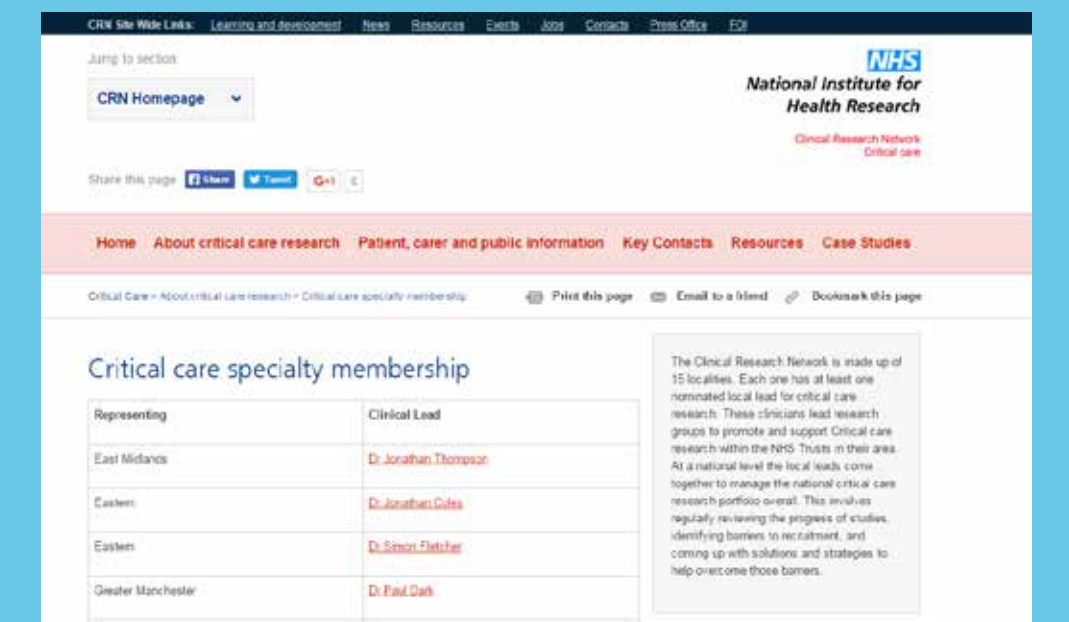 CRN Site Wide Links: Learning and development News Resources Events Jobs Contacts Press Office FOI
Jump to section:
CRN Homepage
NHS
National Institute for
Health Research
Clinical Research Network
Critical care
Share this page Share Tweet G+1
Home About critical care research Patient, carer and public information Key Contacts Resources Case Studies
Critical Care > About critical care research > Critical care specialty membership
Print this page Email to a friend Bookmark this page
Critical care specialty membership
Representing Clinical Lead
East Midlands Dr Jonathan Thompson
Eastern Dr Jonathan Coles
Eastern Dr Simon Fletcher
Greater Manchester Dr Paul Dark
The Clinical Research Network is made up of
15 localities. Each one has at least one
nominated local lead for critical care
research. These clinicians lead research
groups to promote and support Critical care
research within the NHS Trusts in their area.
At a national level the local leads come
together to manage the national critical care
research portfolio overall. This involves
regularly reviewing the progress of studies,
identifying barriers to recruitment, and
coming up with solutions and strategies to
help overcome those barriers.